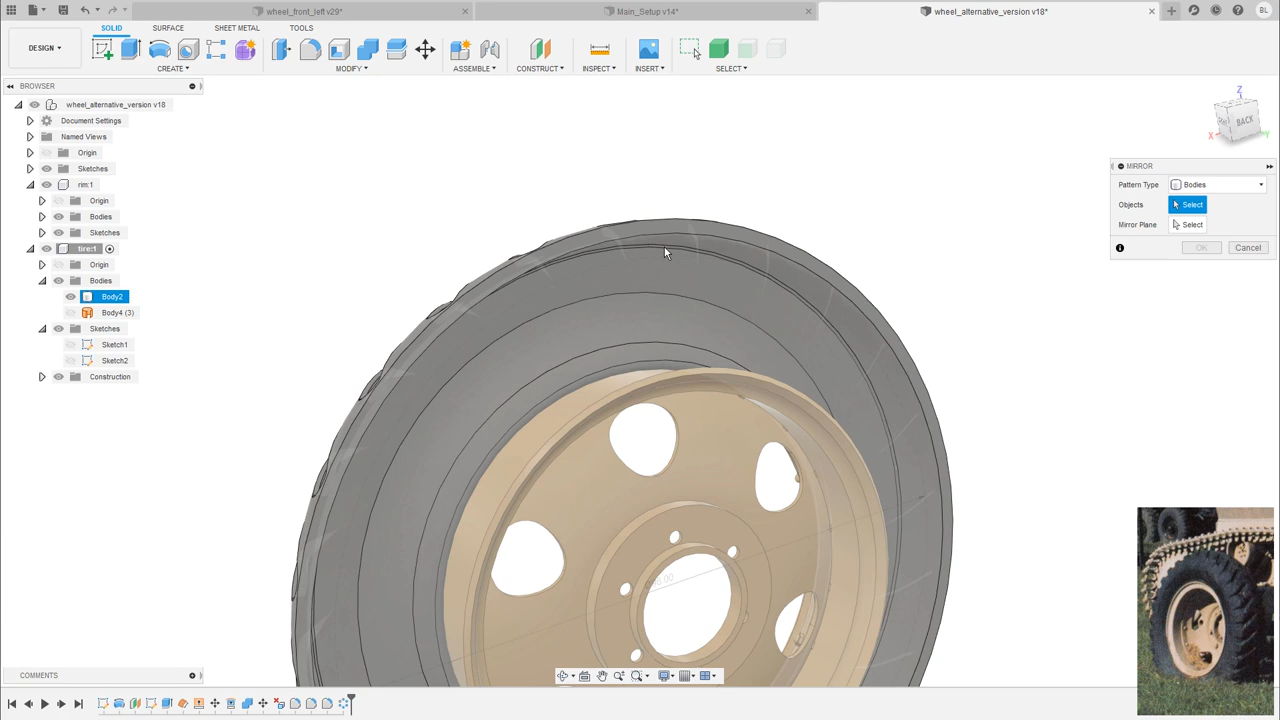 wheel_front_left v29*
Main_Setup v14*
wheel_alternative_version v18*
BL
SOLID SURFACE SHEET METAL TOOLS
DESIGN
CREATE MODIFY ASSEMBLE CONSTRUCT INSPECT INSERT SELECT
BROWSER
wheel_alternative_version v18
Document Settings
Named Views
Origin
Sketches
rim:1
Origin
Bodies
Sketches
tire:1
Origin
Bodies
Body2
Body4 (3)
Sketches
Sketch1
Sketch2
Construction
Z
BACK
X
Y
MIRROR
Pattern Type Bodies
Objects Select
Mirror Plane Select
OK Cancel
COMMENTS